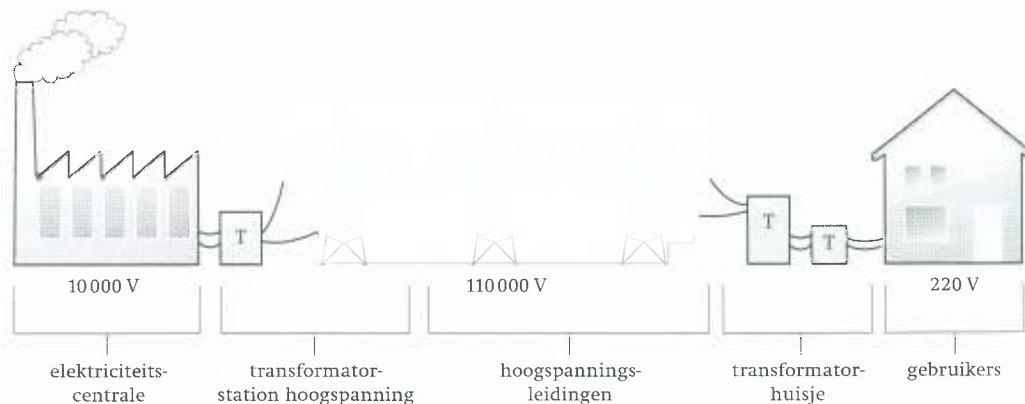 T
T
T
10 000 V
110 000 V
220 V
elektriciteits-
centrale
transformator-
station hoogspanning
hoogspannings-
leidingen
transformator-
huisje
gebruikers